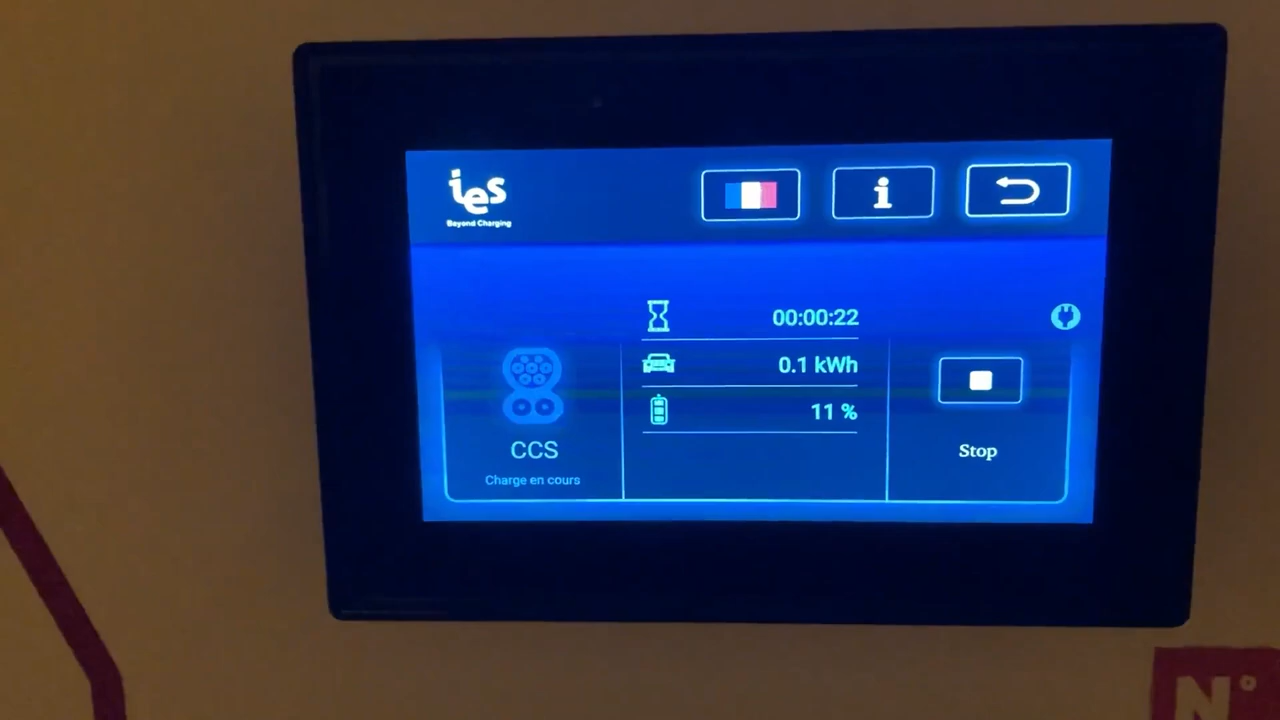 ies
Beyond Charging
i
00:00:22
0.1 kWh
11 %
CCS
Charge en cours
Stop
N°